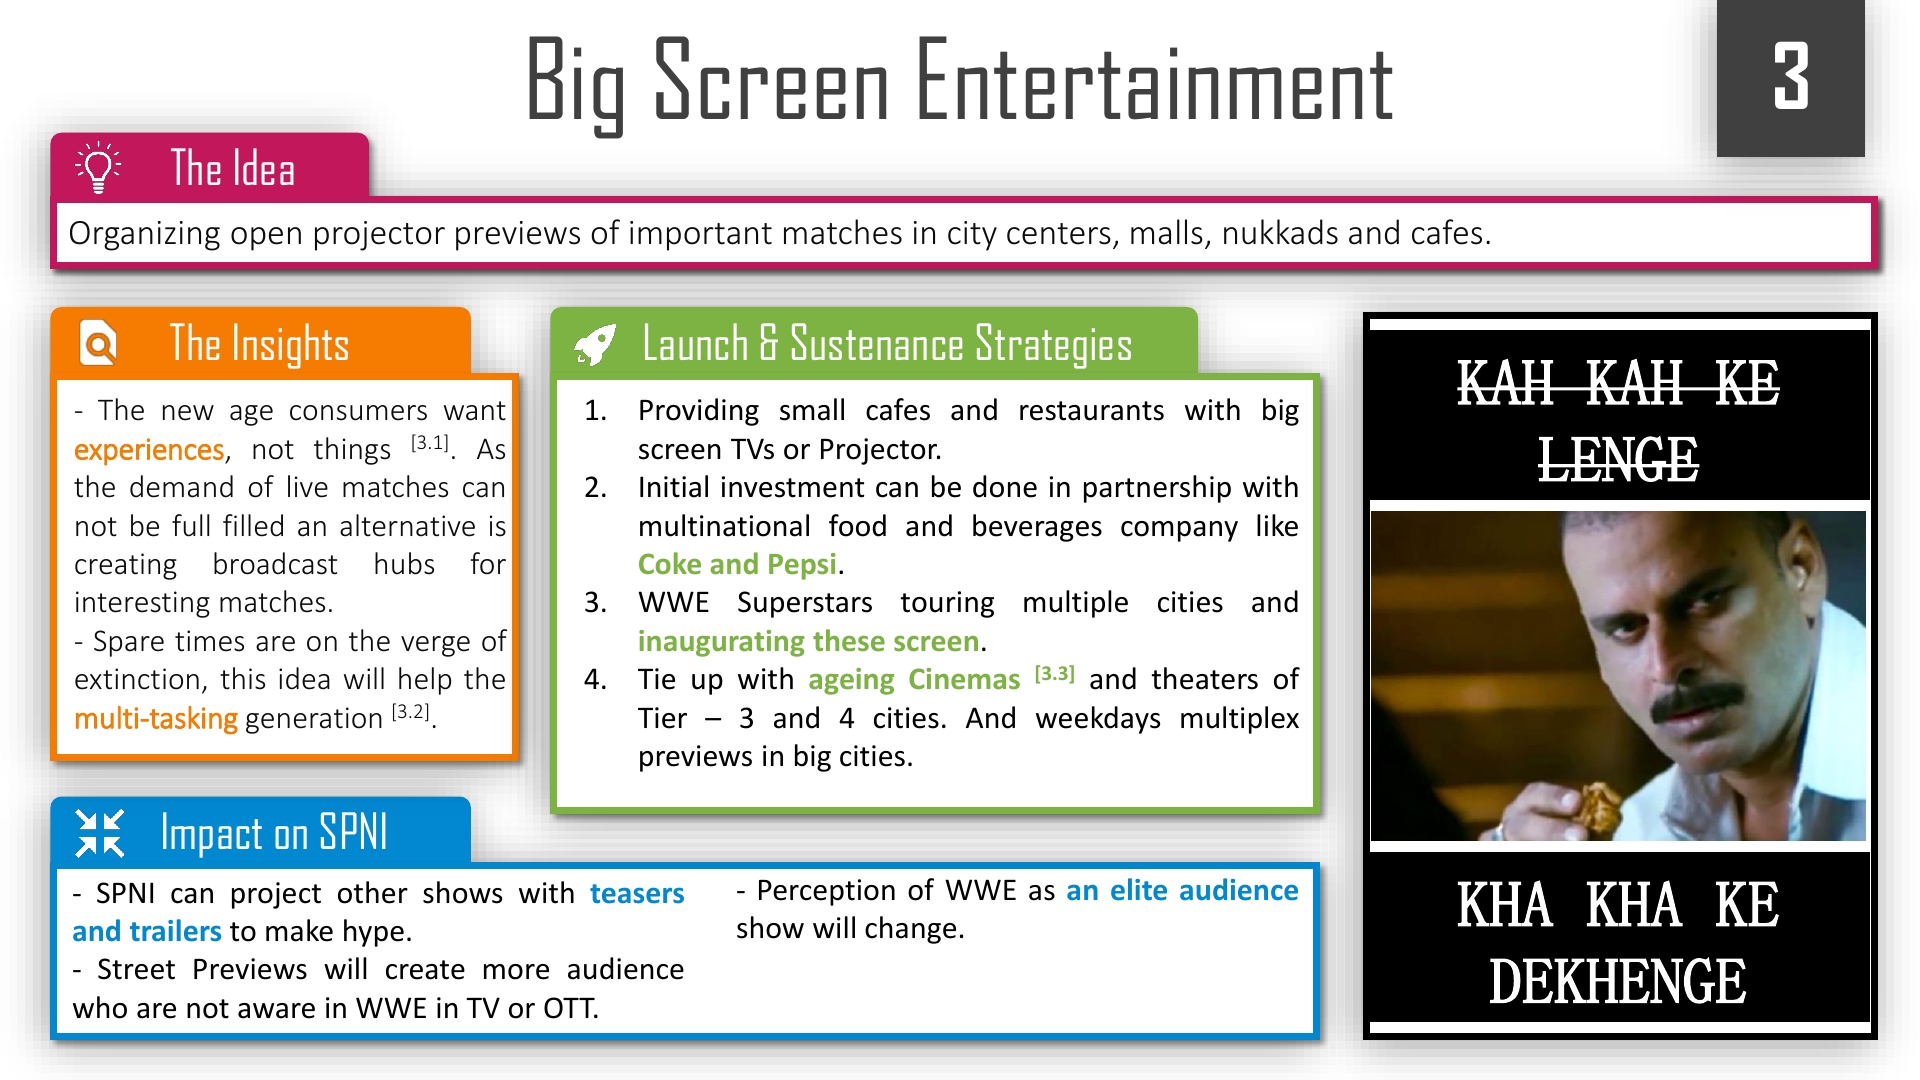 Big Screen Entertainment
3
The Idea
Organizing open projector previews of important matches in city centers, malls, nukkads and cafes.
The Insights
- The new age consumers want
experiences, not things [3.1]. As
the demand of live matches can
not be full filled an alternative is
creating broadcast hubs for
interesting matches.
- Spare times are on the verge of
extinction, this idea will help the
multi-tasking generation [3.2].
Launch & Sustenance Strategies
1. Providing small cafes and restaurants with big
screen TVs or Projector.
2. Initial investment can be done in partnership with
multinational food and beverages company like
Coke and Pepsi.
3. WWE Superstars touring multiple cities and
inaugurating these screen.
4. Tie up with ageing Cinemas [3.3] and theaters of
Tier – 3 and 4 cities. And weekdays multiplex
previews in big cities.
Impact on SPNI
- SPNI can project other shows with teasers
and trailers to make hype.
- Street Previews will create more audience
who are not aware in WWE in TV or OTT.
- Perception of WWE as an elite audience
show will change.
KAH KAH KE
LENGE
KHA KHA KE
DEKHENGE